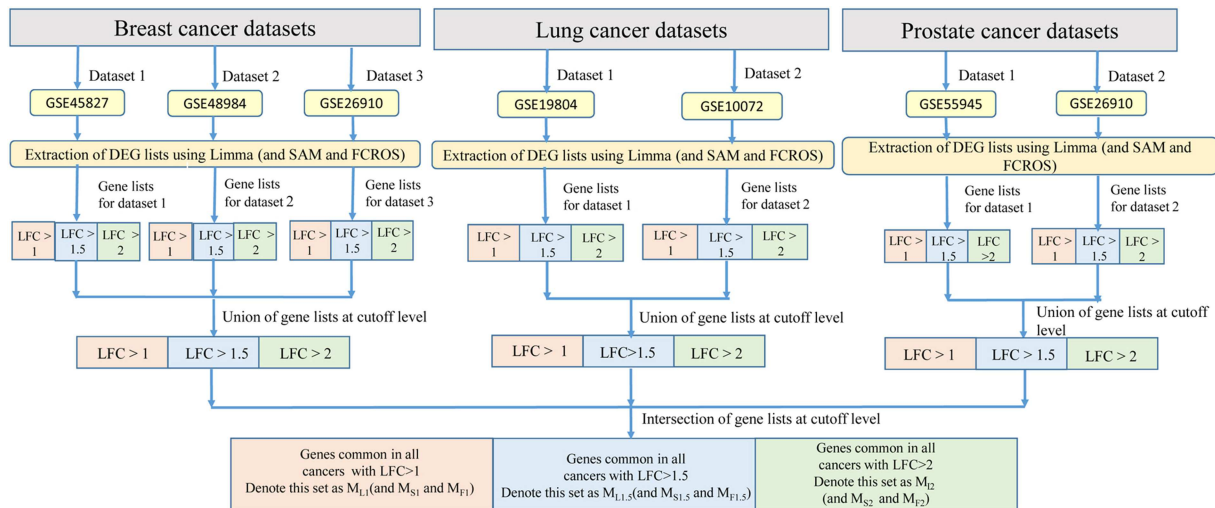 Breast cancer datasets
Dataset 1
Dataset 2
Dataset 3
GSE45827
GSE48984
GSE26910
Extraction of DEG lists using Limma (and SAM and FCROS)
Gene lists
for dataset 1
Gene lists
for dataset 2
Gene lists
for dataset 3
LFC >
1
LFC >
1.5
LFC >
2
LFC >
1
LFC >
1.5
LFC >
2
LFC >
1
LFC >
1.5
LFC >
2
Union of gene lists at cutoff level
LFC > 1
LFC > 1.5
LFC > 2
Lung cancer datasets
Dataset 1
Dataset 2
GSE19804
GSE10072
Extraction of DEG lists using Limma (and SAM and FCROS)
Gene lists
for dataset 1
Gene lists
for dataset 2
LFC >
1
LFC >
1.5
LFC >
2
LFC >
1
LFC >
1.5
LFC >
2
Union of gene lists at cutoff level
LFC > 1
LFC>1.5
LFC > 2
Prostate cancer datasets
Dataset 1
Dataset 2
GSE55945
GSE26910
Extraction of DEG lists using Limma (and SAM and
FCROS)
Gene lists
for dataset 1
Gene lists
for dataset 2
LFC >
1
LFC >
1.5
LFC
>2
LFC >
1
LFC >
1.5
LFC >
2
Union of gene lists at cutoff
level
LFC > 1
LFC > 1.5
LFC > 2
Intersection of gene lists at cutoff level
Genes common in all
cancers with LFC>1
Denote this set as ML1(and MS1 and MF1)
Genes common in all
cancers with LFC>1.5
Denote this set as ML1.5(and MS1.5 and MF1.5)
Genes common in all
cancers with LFC>2
Denote this set as Ml2
(and MS2 and MF2)